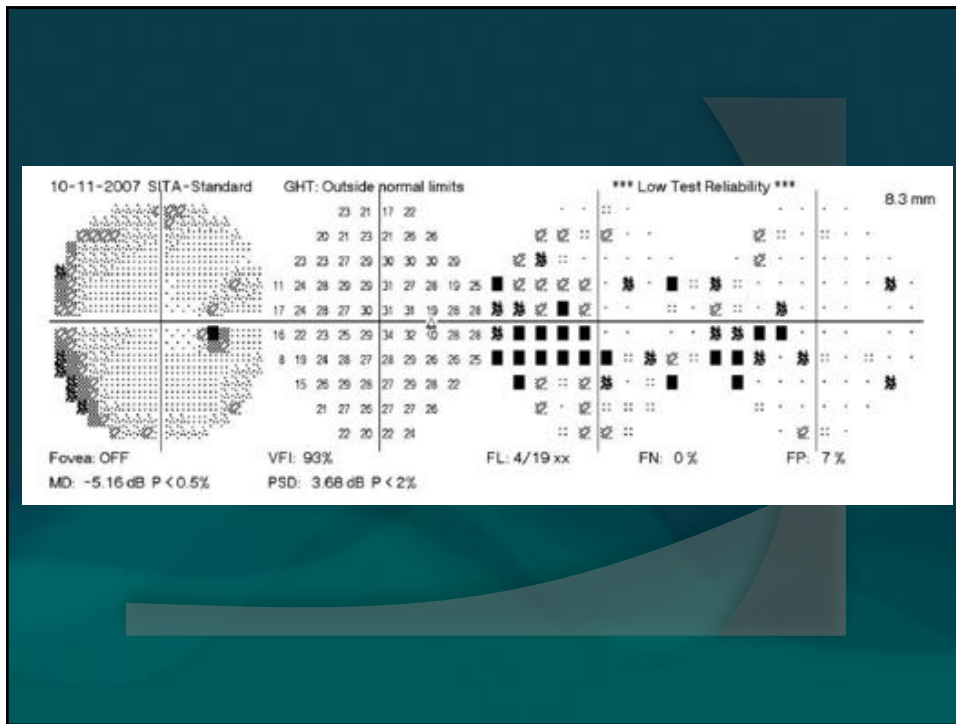 10-11-2007 SITA-Standard GHT: Outside normal limits *** Low Test Reliability ***
8.3 mm
23 21 17 22
20 21 23 21 26 26
23 23 27 29 30 30 30 29
11 24 28 29 29 31 27 28 19 25
17 24 28 27 30 31 31 19 28 28
16 22 23 25 29 34 32 28 28
8 19 24 28 27 28 29 26 26 25
15 26 29 28 27 29 28 22
21 27 26 27 27 26
22 20 22 24
Fovea: OFF VFI: 93% FL: 4/19 xx FN: 0 % FP: 7 %
MD: -5.16 dB P < 0.5% PSD: 3.68 dB P < 2%